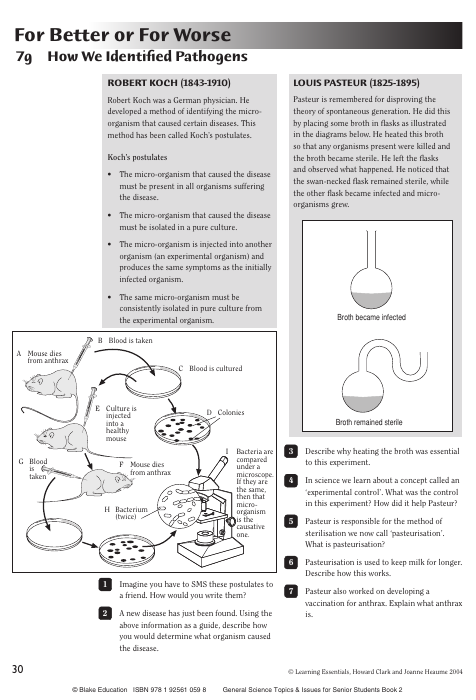 For Better or For Worse
7g How We Identified Pathogens
ROBERT KOCH (1843-1910)
Robert Koch was a German physician. He
developed a method of identifying the micro-
organism that caused certain diseases. This
method has been called Koch's postulates.
Koch's postulates
• The micro-organism that caused the disease
must be present in all organisms suffering
the disease.
• The micro-organism that caused the disease
must be isolated in a pure culture.
• The micro-organism is injected into another
organism (an experimental organism) and
produces the same symptoms as the initially
infected organism.
• The same micro-organism must be
consistently isolated in pure culture from
the experimental organism.
LOUIS PASTEUR (1825-1895)
Pasteur is remembered for disproving the
theory of spontaneous generation. He did this
by placing some broth in flasks as illustrated
in the diagrams below. He heated this broth
so that any organisms present were killed and
the broth became sterile. He left the flasks
and observed what happened. He noticed that
the swan-necked flask remained sterile, while
the other flask became infected and micro-
organisms grew.
Broth became infected
Broth remained sterile
A Mouse dies
from anthrax
B Blood is taken
C Blood is cultured
D Colonies
E Culture is
injected
into a
healthy
mouse
F Mouse dies
from anthrax
G Blood
is
taken
H Bacterium
(twice)
I Bacteria are
compared
under a
microscope.
If they are
the same,
then that
micro-
organism
is the
causative
one.
1 Imagine you have to SMS these postulates to
a friend. How would you write them?
2 A new disease has just been found. Using the
above information as a guide, describe how
you would determine what organism caused
the disease.
3 Describe why heating the broth was essential
to this experiment.
4 In science we learn about a concept called an
'experimental control'. What was the control
in this experiment? How did it help Pasteur?
5 Pasteur is responsible for the method of
sterilisation we now call 'pasteurisation'.
What is pasteurisation?
6 Pasteurisation is used to keep milk for longer.
Describe how this works.
7 Pasteur also worked on developing a
vaccination for anthrax. Explain what anthrax
is.
30
© Learning Essentials, Howard Clark and Joanne Heaume 2004
© Blake Education ISBN 978 1 92561 059 8 General Science Topics & Issues for Senior Students Book 2